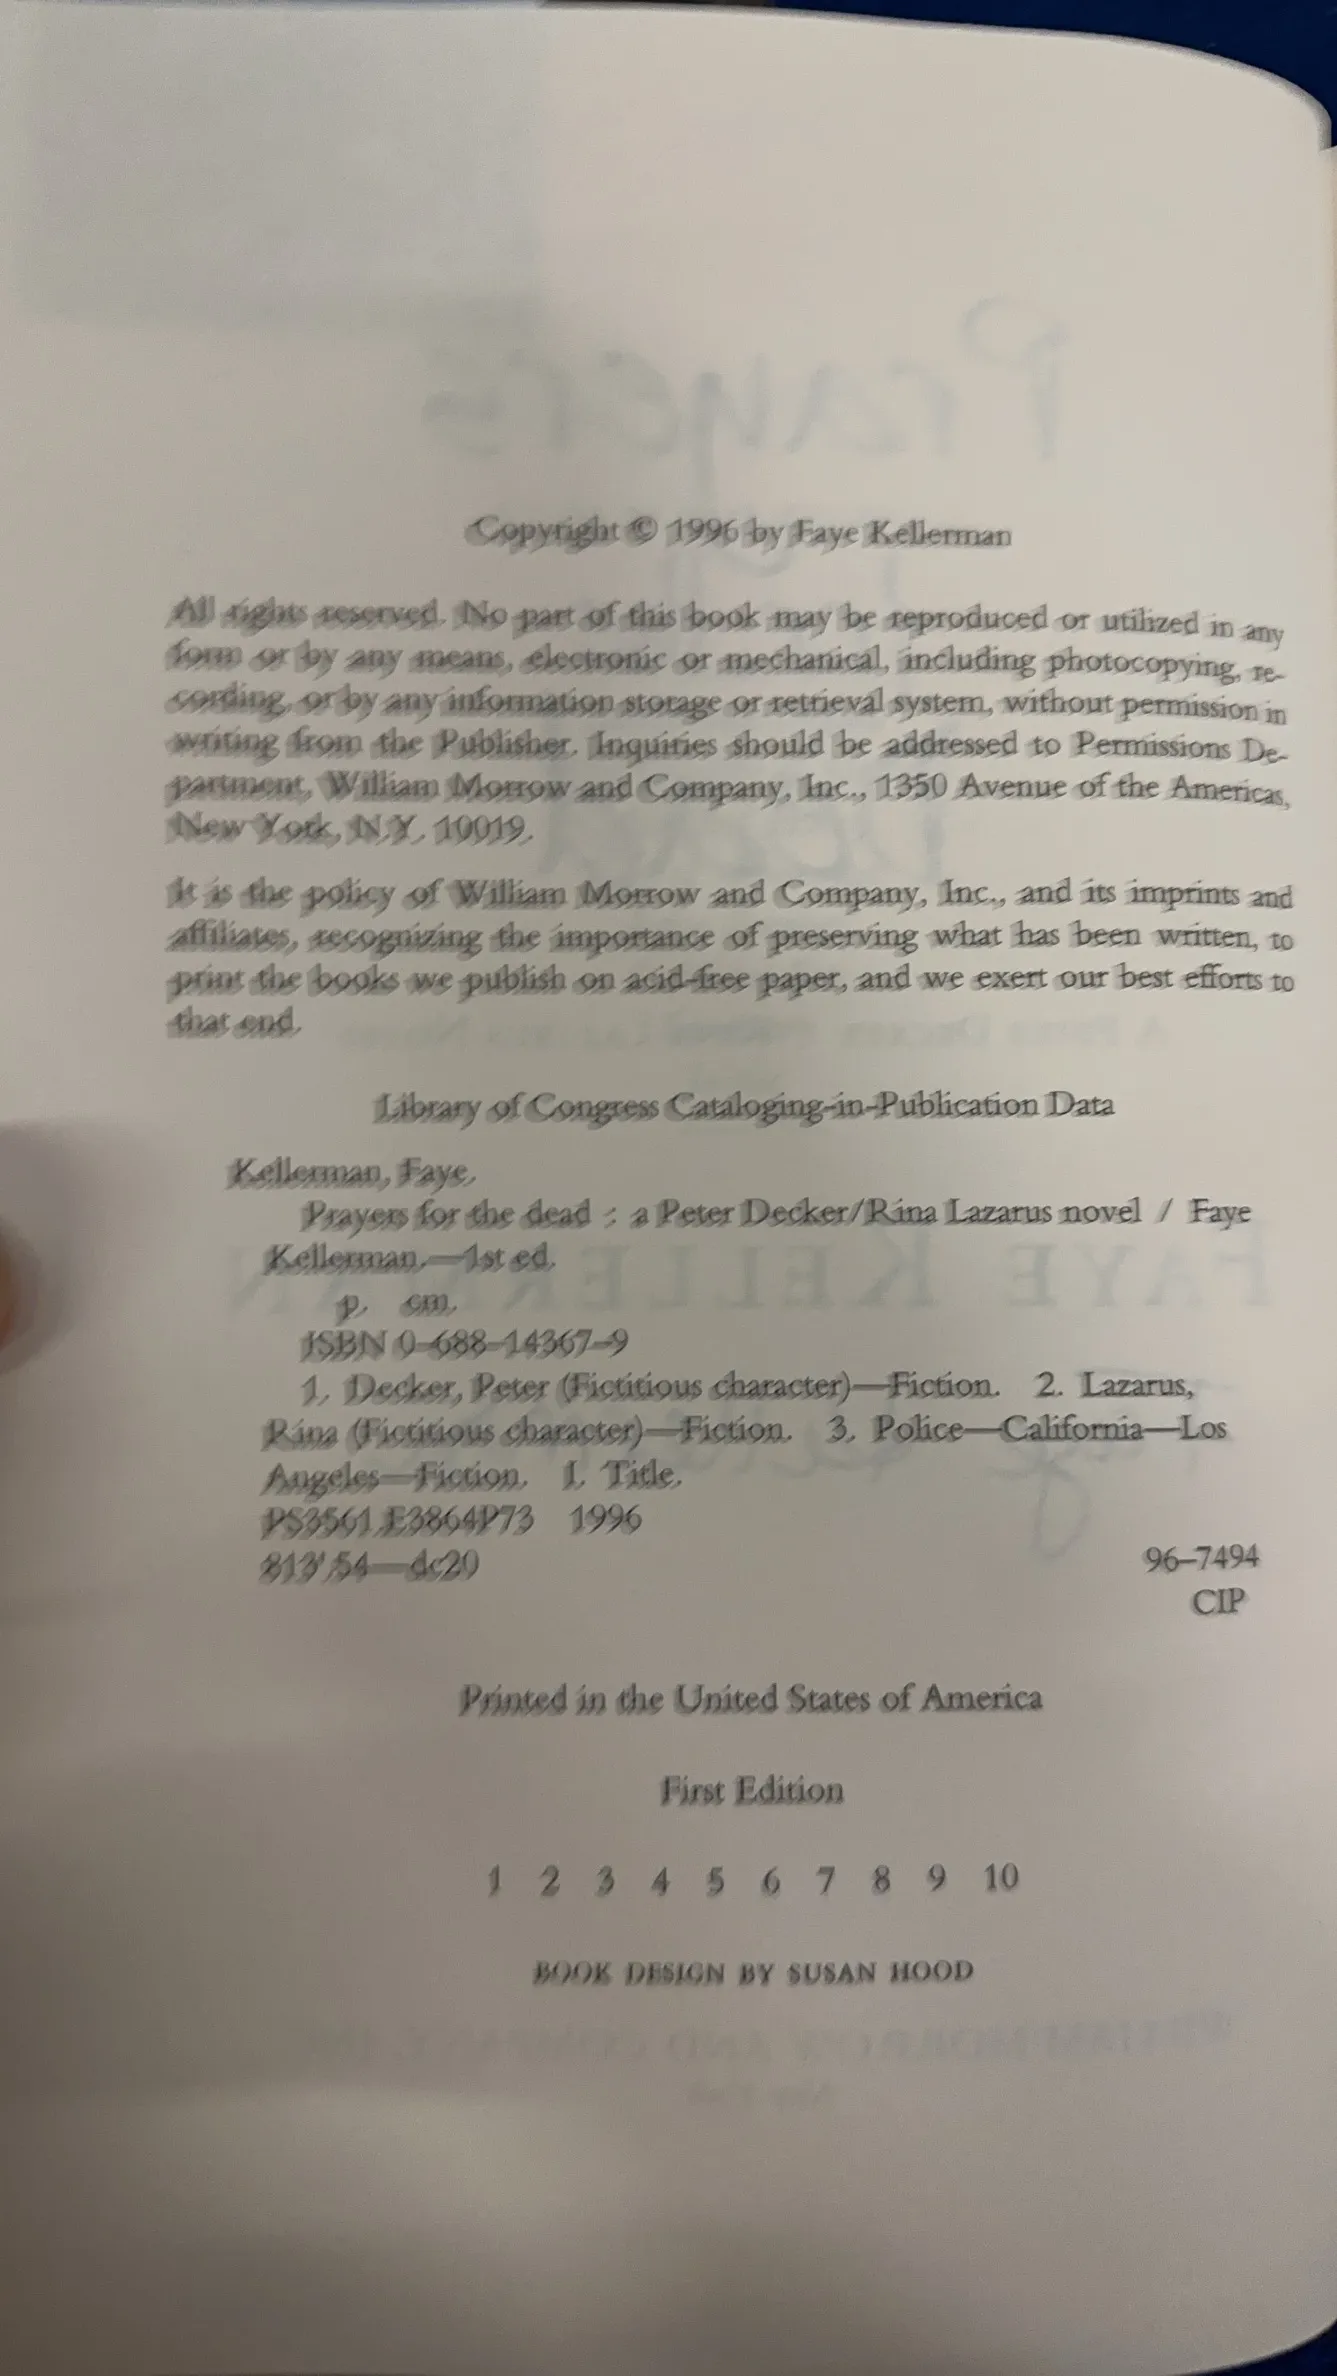 Copyright © 1996 by Faye Kellerman
All rights reserved. No part of this book may be reproduced or utilized in any
form or by any means, electronic or mechanical, including photocopying, re-
cording, or by any information storage or retrieval system, without permission in
writing from the Publisher. Inquiries should be addressed to Permissions De-
partment, William Morrow and Company, Inc., 1350 Avenue of the Americas,
New York, N.Y. 10019.
It is the policy of William Morrow and Company, Inc., and its imprints and
affiliates, recognizing the importance of preserving what has been written, to
print the books we publish on acid-free paper, and we exert our best efforts to
that end.
Library of Congress Cataloging-in-Publication Data
Kellerman, Faye.
Prayers for the dead : a Peter Decker/Rina Lazarus novel / Faye
Kellerman.—1st ed.
p. cm.
ISBN 0-688-14367-9
1. Decker, Peter (Fictitious character)—Fiction. 2. Lazarus,
Rina (Fictitious character)—Fiction. 3. Police—California—Los
Angeles—Fiction. I. Title.
PS3561.E3864P73 1996
813'.54—dc20
96-7494
CIP
Printed in the United States of America
First Edition
1 2 3 4 5 6 7 8 9 10
BOOK DESIGN BY SUSAN HOOD